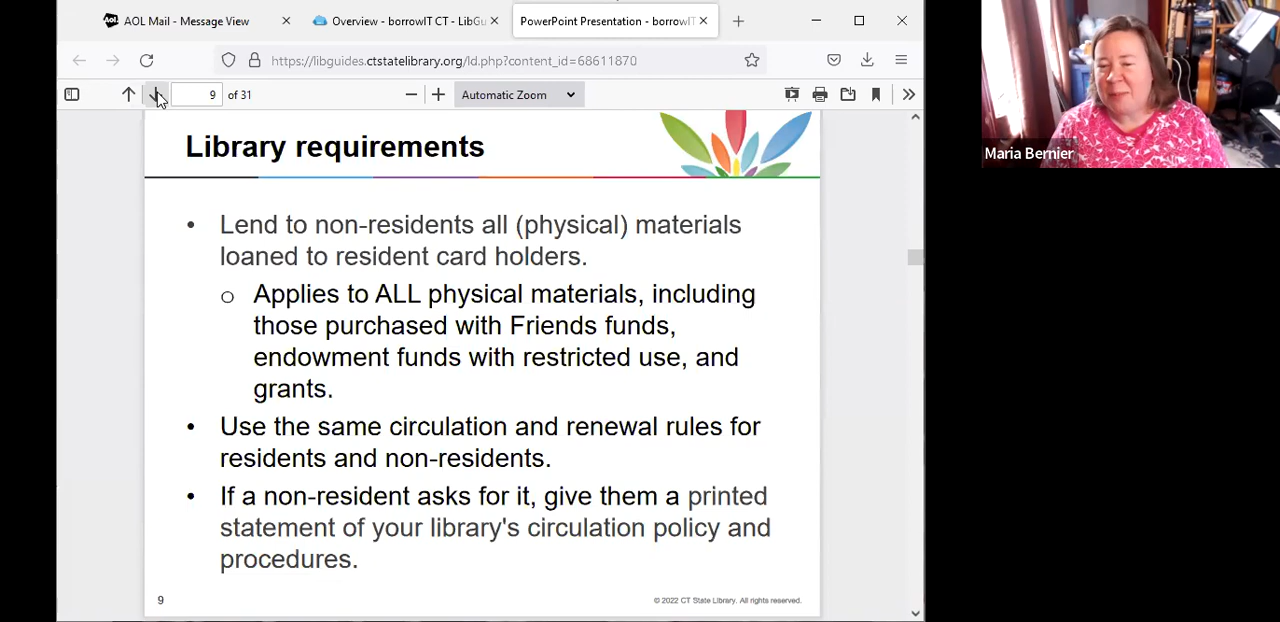 Aol. AOL Mail - Message View
Overview - borrowIT CT - LibGu
PowerPoint Presentation - borrowIT
https://libguides.ctstatelibrary.org/ld.php?content_id=68611870
9 of 31
Automatic Zoom
Library requirements
• Lend to non-residents all (physical) materials
loaned to resident card holders.
o Applies to ALL physical materials, including
those purchased with Friends funds,
endowment funds with restricted use, and
grants.
• Use the same circulation and renewal rules for
residents and non-residents.
• If a non-resident asks for it, give them a printed
statement of your library's circulation policy and
procedures.
9
© 2022 CT State Library. All rights reserved.
Maria Bernier